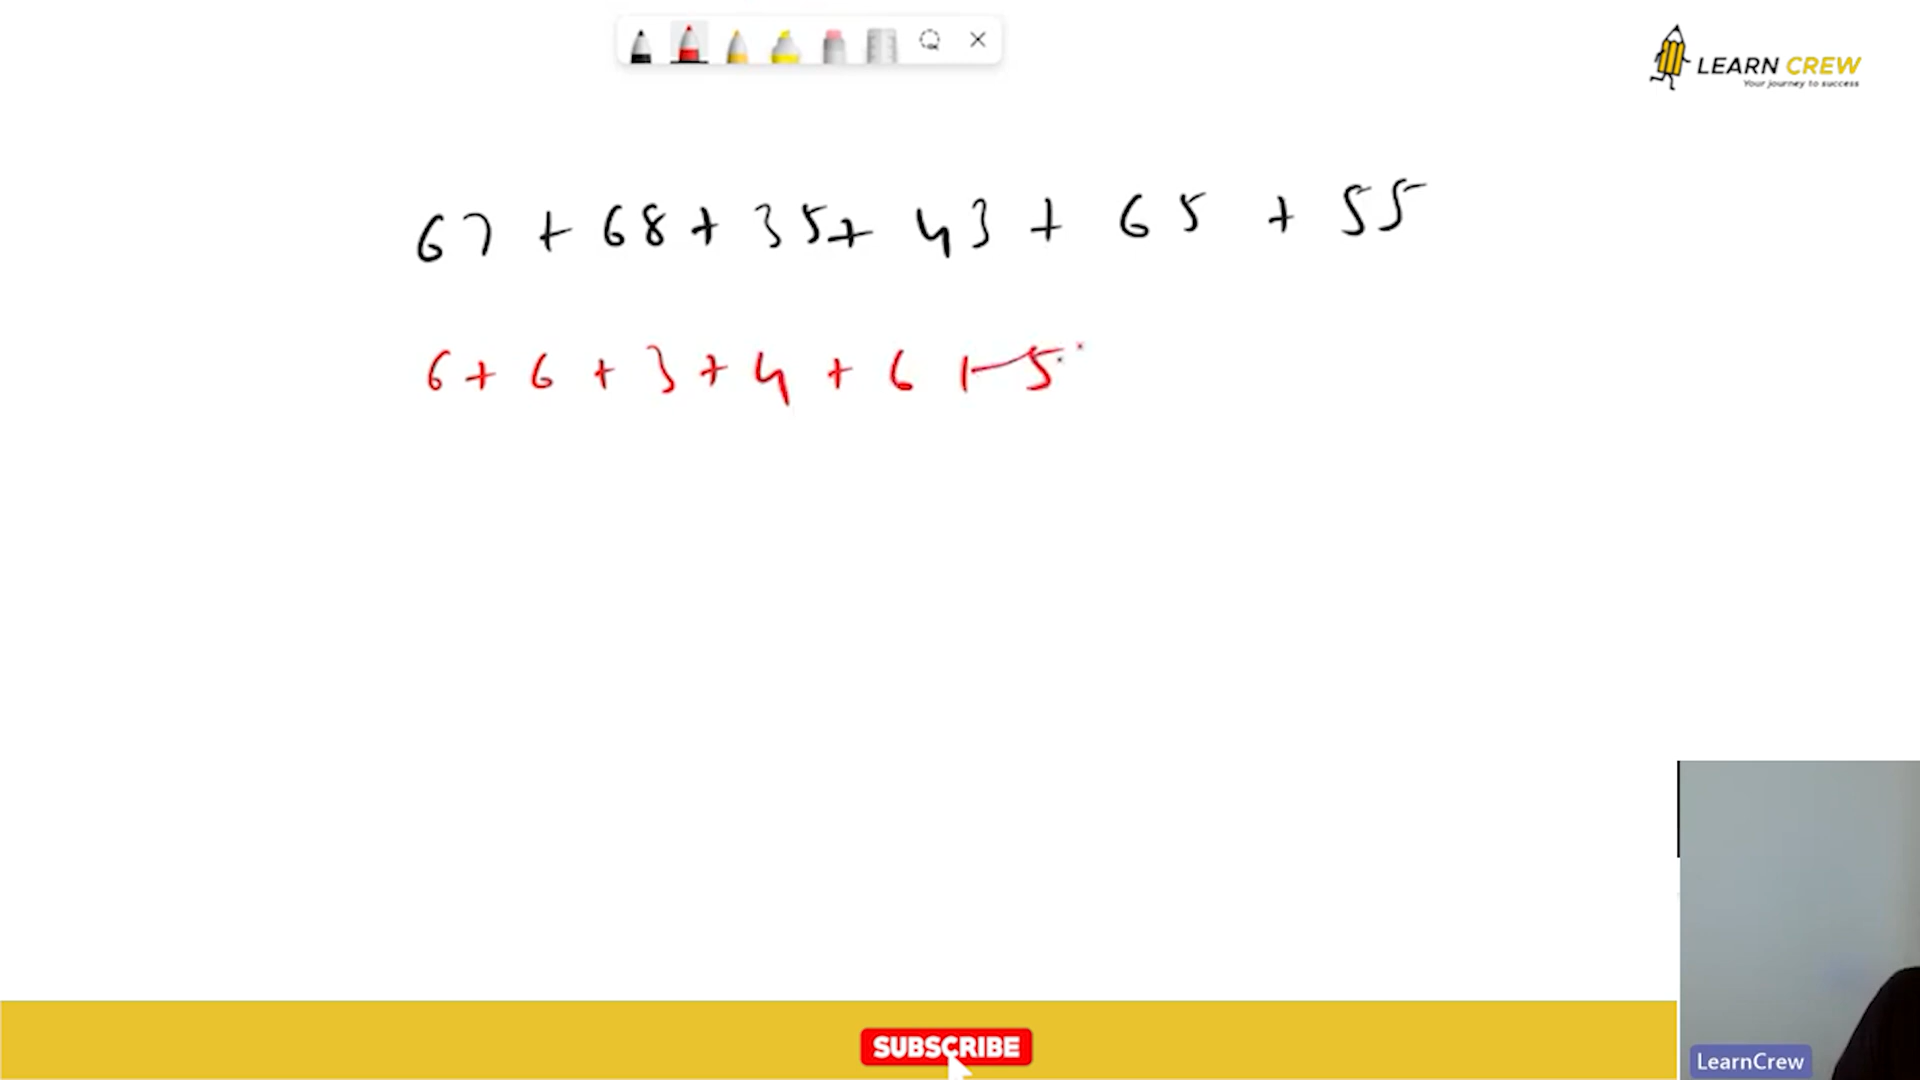 LEARN CREW
Your journey to success
67 + 68 + 35 + 43 + 65 + 55
6 + 6 + 3 + 4 + 6 + 5
SUBSCRIBE
LearnCrew